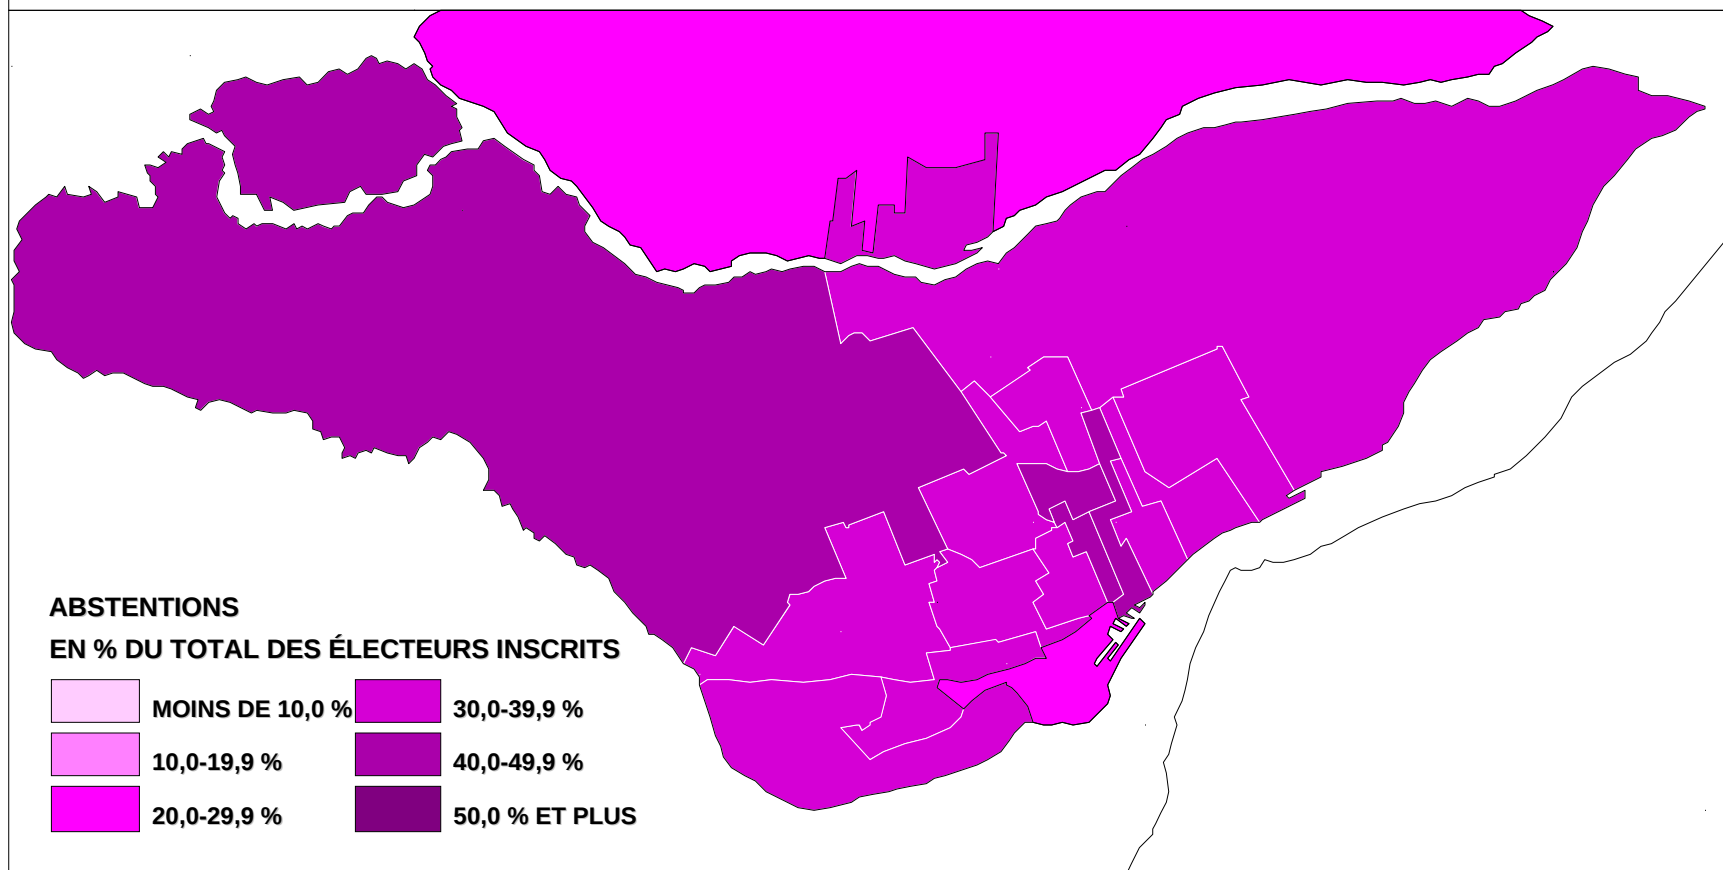 ABSTENTIONS
EN % DU TOTAL DES ÉLECTEURS INSCRITS
MOINS DE 10,0 %
10,0-19,9 %
20,0-29,9 %
30,0-39,9 %
40,0-49,9 %
50,0 % ET PLUS